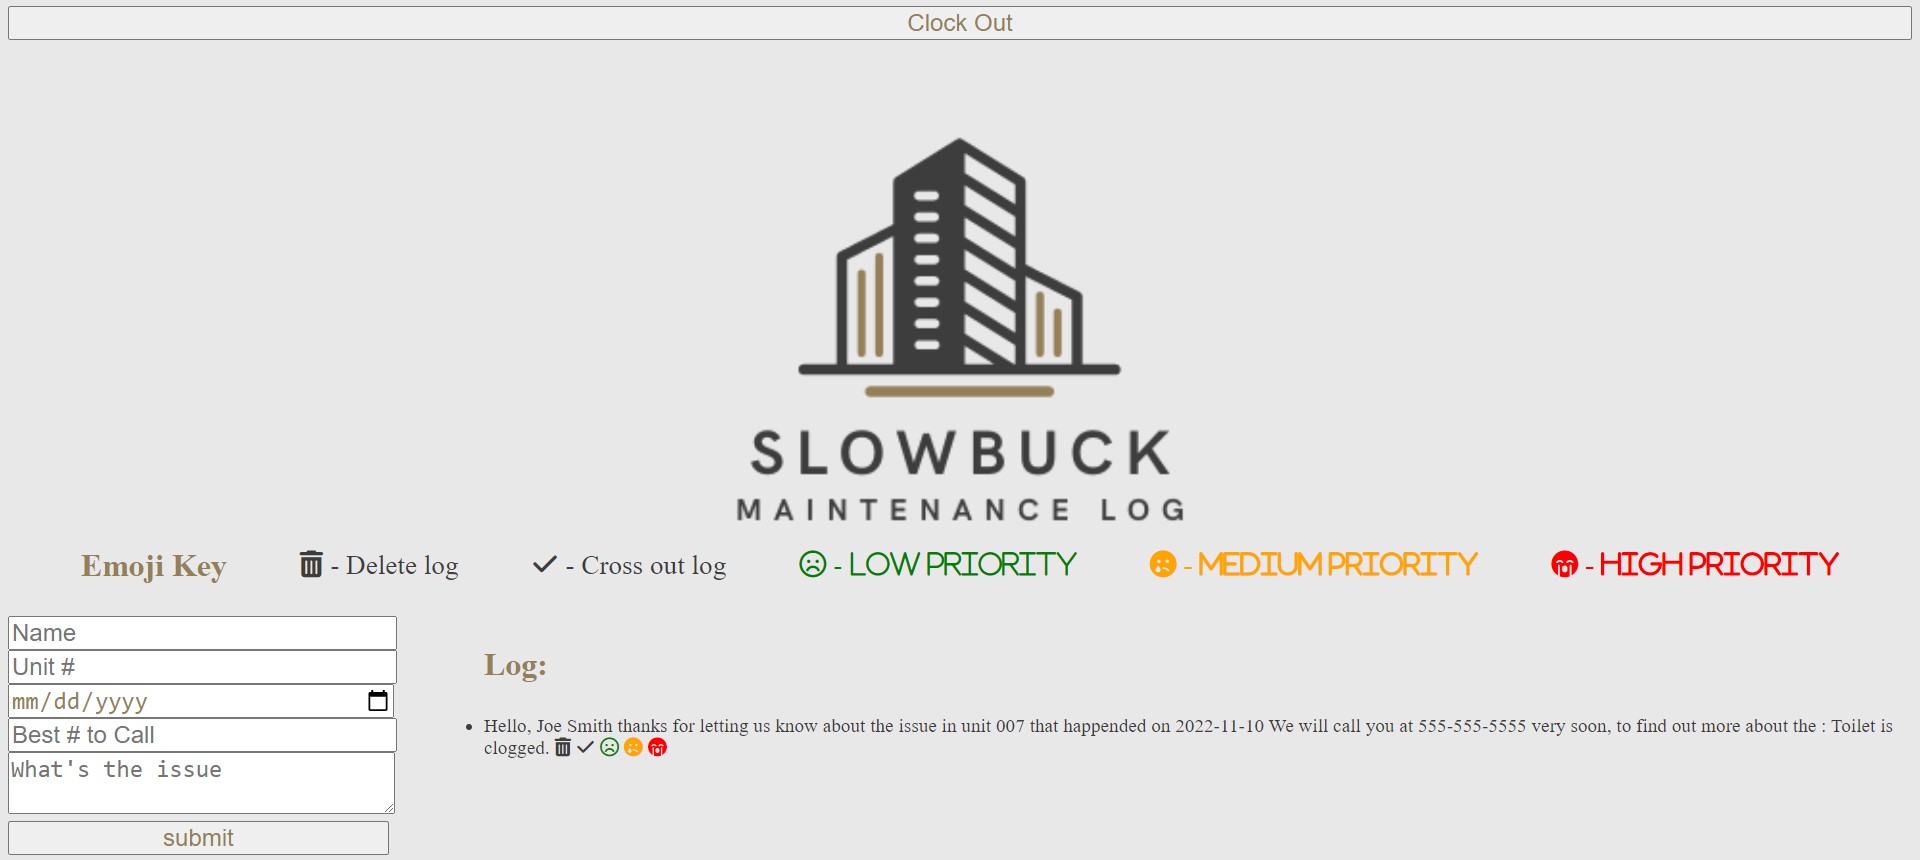 Clock Out
SLOWBUCK
MAINTENANCE LOG
Emoji Key - Delete log - Cross out log - LOW PRIORITY - MEDIUM PRIORITY - HIGH PRIORITY
Name
Unit #
mm/dd/yyyy
Best # to Call
What's the issue
submit
Log:
Hello, Joe Smith thanks for letting us know about the issue in unit 007 that happended on 2022-11-10 We will call you at 555-555-5555 very soon, to find out more about the : Toilet is
clogged.